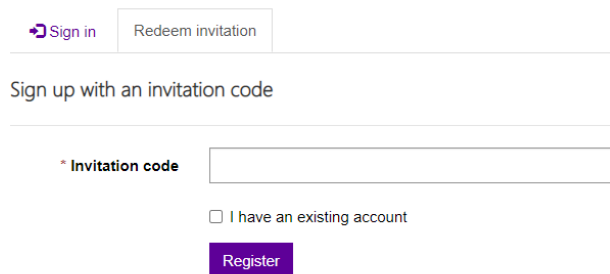 Sign in
Redeem invitation
Sign up with an invitation code
* Invitation code
I have an existing account
Register